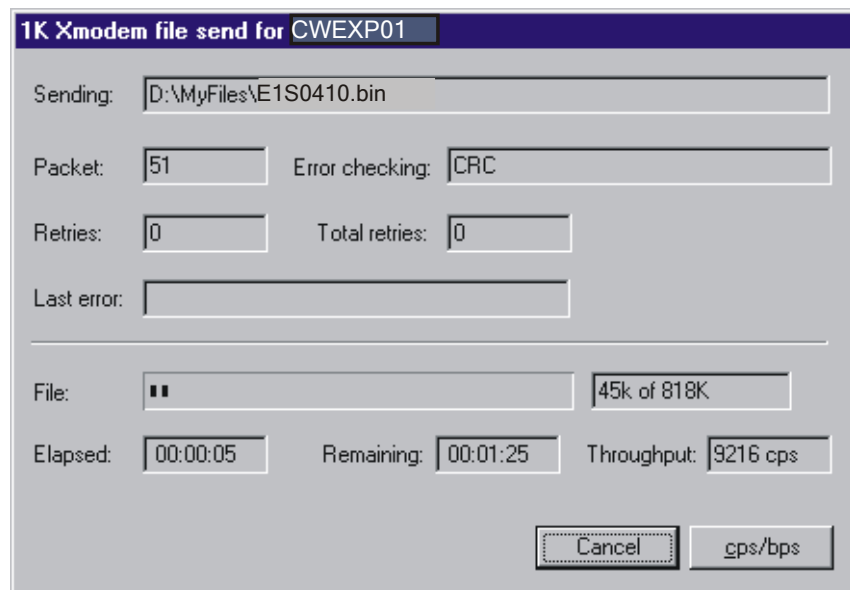 1K Xmodem file send for CWEXP01
Sending: D:\MyFiles\E1S0410.bin
Packet: 51 Error checking: CRC
Retries: 0 Total retries: 0
Last error:
File: 45k of 818K
Elapsed: 00:00:05 Remaining: 00:01:25 Throughput: 9216 cps
Cancel cps/bps